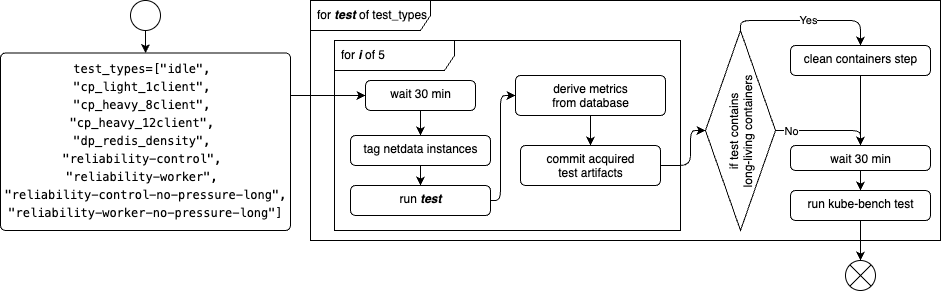 test_types=["idle",
"cp_light_1client",
"cp_heavy_8client",
"cp_heavy_12client",
"dp_redis_density",
"reliability-control",
"reliability-worker",
"reliability-control-no-pressure-long",
"reliability-worker-no-pressure-long"]
for test of test_types
for i of 5
wait 30 min
tag netdata instances
run test
derive metrics
from database
commit acquired
test artifacts
if test contains
long-living containers
Yes
clean containers step
No
wait 30 min
run kube-bench test